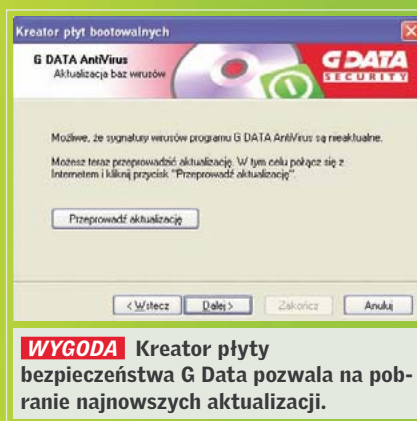 Kreator płyt bootowalnych
G DATA AntiVirus
Aktualizacja baz wirusów
G DATA
SECURITY
Możliwe, że sygnatury wirusów programu G DATA AntiVirus są nieaktualne.
Możesz teraz przeprowadzić aktualizację. W tym celu połącz się z
Internetem i kliknij przycisk "Przeprowadź aktualizację".
Przeprowadź aktualizację
< Wstecz Dalej > Zakończ Anuluj
WYGODA Kreator płyty
bezpieczeństwa G Data pozwala na pob-
ranie najnowszych aktualizacji.